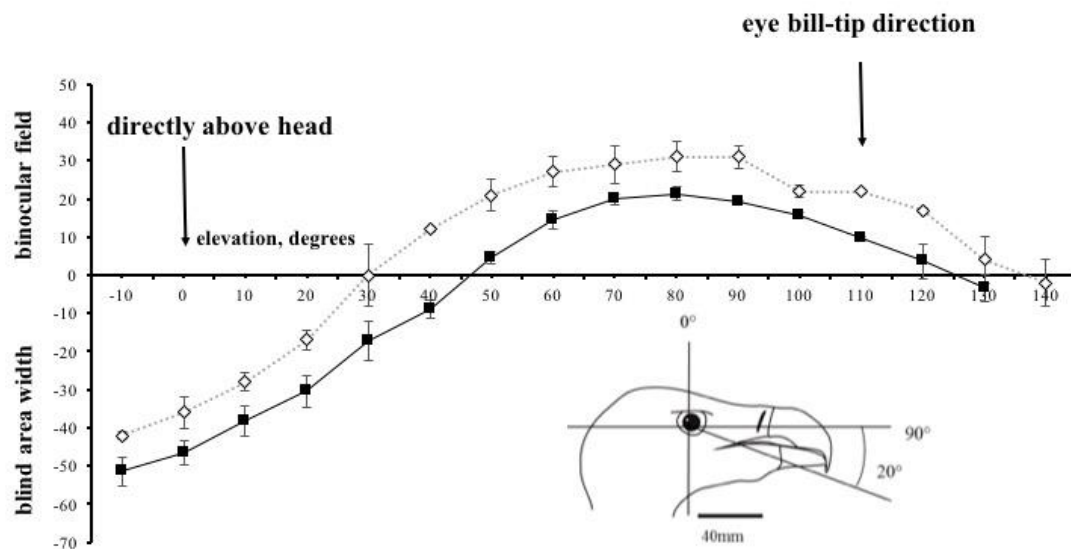 eye bill-tip direction
directly above head
binocular field
blind area width
50
40
30
20
10
0
-10
-20
-30
-40
-50
-60
-70
elevation, degrees
-10 0 10 20 30 40 50 60 70 80 90 100 110 120 130 140
0°
90°
20°
40mm